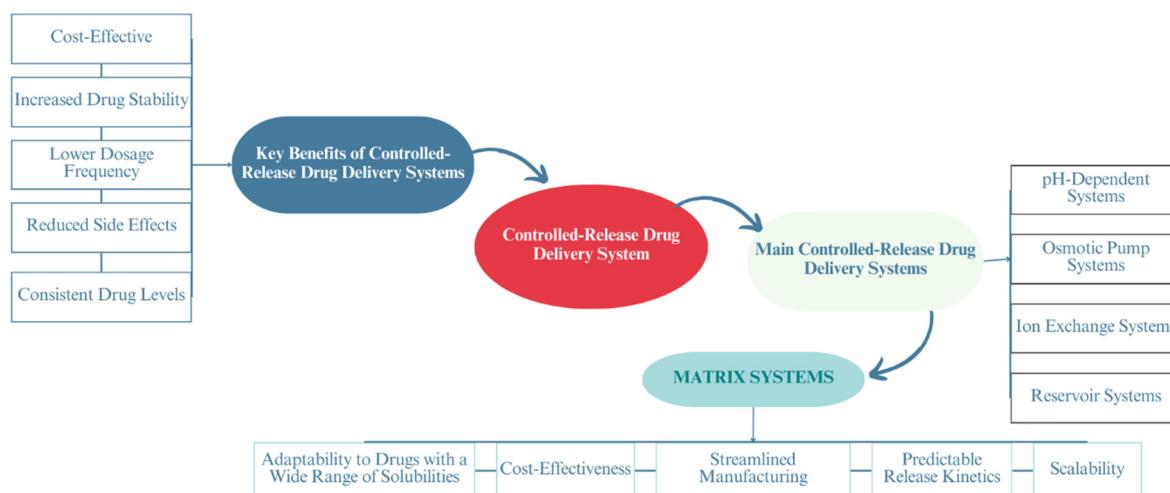 Cost-Effective
Increased Drug Stability
Lower Dosage
Frequency
Reduced Side Effects
Consistent Drug Levels
Key Benefits of Controlled-
Release Drug Delivery Systems
Controlled-Release Drug
Delivery System
Main Controlled-Release Drug
Delivery Systems
pH-Dependent
Systems
Osmotic Pump
Systems
Ion Exchange System
Reservoir Systems
MATRIX SYSTEMS
Adaptability to Drugs with a
Wide Range of Solubilities
Cost-Effectiveness
Streamlined
Manufacturing
Predictable
Release Kinetics
Scalability